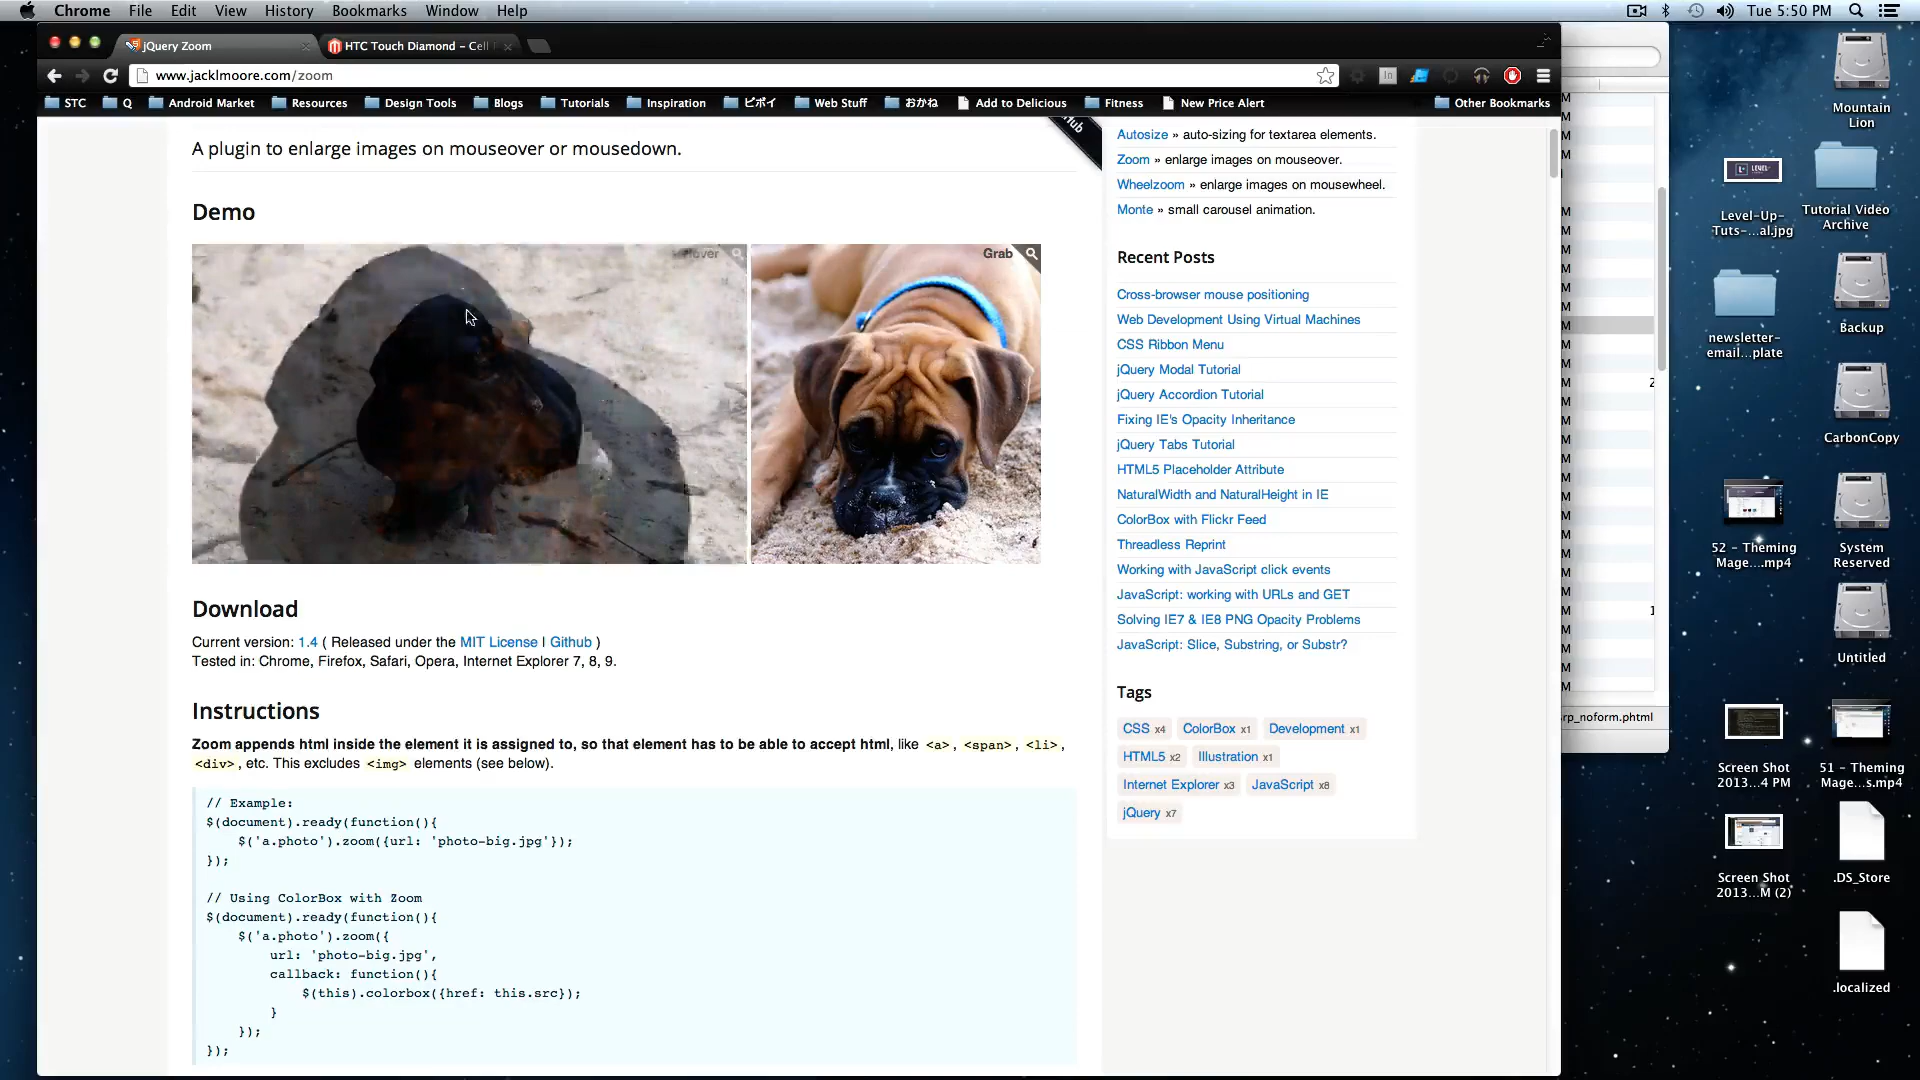 Chrome File Edit View History Bookmarks Window Help
Tue 5:50 PM
jQuery Zoom
HTC Touch Diamond – Cell
www.jacklmoore.com/zoom
STC
Q
Android Market
Resources
Design Tools
Blogs
Tutorials
Inspiration
ビボイ
Web Stuff
おかね
Add to Delicious
Fitness
New Price Alert
Other Bookmarks
A plugin to enlarge images on mouseover or mousedown.
Demo
Grab
Download
Current version: 1.4 ( Released under the MIT License | Github )
Tested in: Chrome, Firefox, Safari, Opera, Internet Explorer 7, 8, 9.
Instructions
Zoom appends html inside the element it is assigned to, so that element has to be able to accept html, like <a>, <span>, <li>,
<div>, etc. This excludes <img> elements (see below).
// Example:
$(document).ready(function(){
$('a.photo').zoom({url: 'photo-big.jpg'});
});
// Using ColorBox with Zoom
$(document).ready(function(){
$('a.photo').zoom({
url: 'photo-big.jpg',
callback: function(){
$(this).colorbox({href: this.src});
}
});
});
Autosize » auto-sizing for textarea elements.
Zoom » enlarge images on mouseover.
Wheelzoom » enlarge images on mousewheel.
Monte » small carousel animation.
Recent Posts
Cross-browser mouse positioning
Web Development Using Virtual Machines
CSS Ribbon Menu
jQuery Modal Tutorial
jQuery Accordion Tutorial
Fixing IE's Opacity Inheritance
jQuery Tabs Tutorial
HTML5 Placeholder Attribute
NaturalWidth and NaturalHeight in IE
ColorBox with Flickr Feed
Threadless Reprint
Working with JavaScript click events
JavaScript: working with URLs and GET
Solving IE7 & IE8 PNG Opacity Problems
JavaScript: Slice, Substring, or Substr?
Tags
CSS x4 ColorBox x1 Development x1
HTML5 x2 Illustration x1
Internet Explorer x3 JavaScript x8
jQuery x7
rp_noform.phtml
Mountain
Lion
Level-Up-
Tuts-...al.jpg
Tutorial Video
Archive
newsletter-
email...plate
Backup
CarbonCopy
52 – Theming
Mage....mp4
System
Reserved
Untitled
Screen Shot
2013...4 PM
51 – Theming
Mage...s.mp4
Screen Shot
2013...M (2)
.DS_Store
.localized